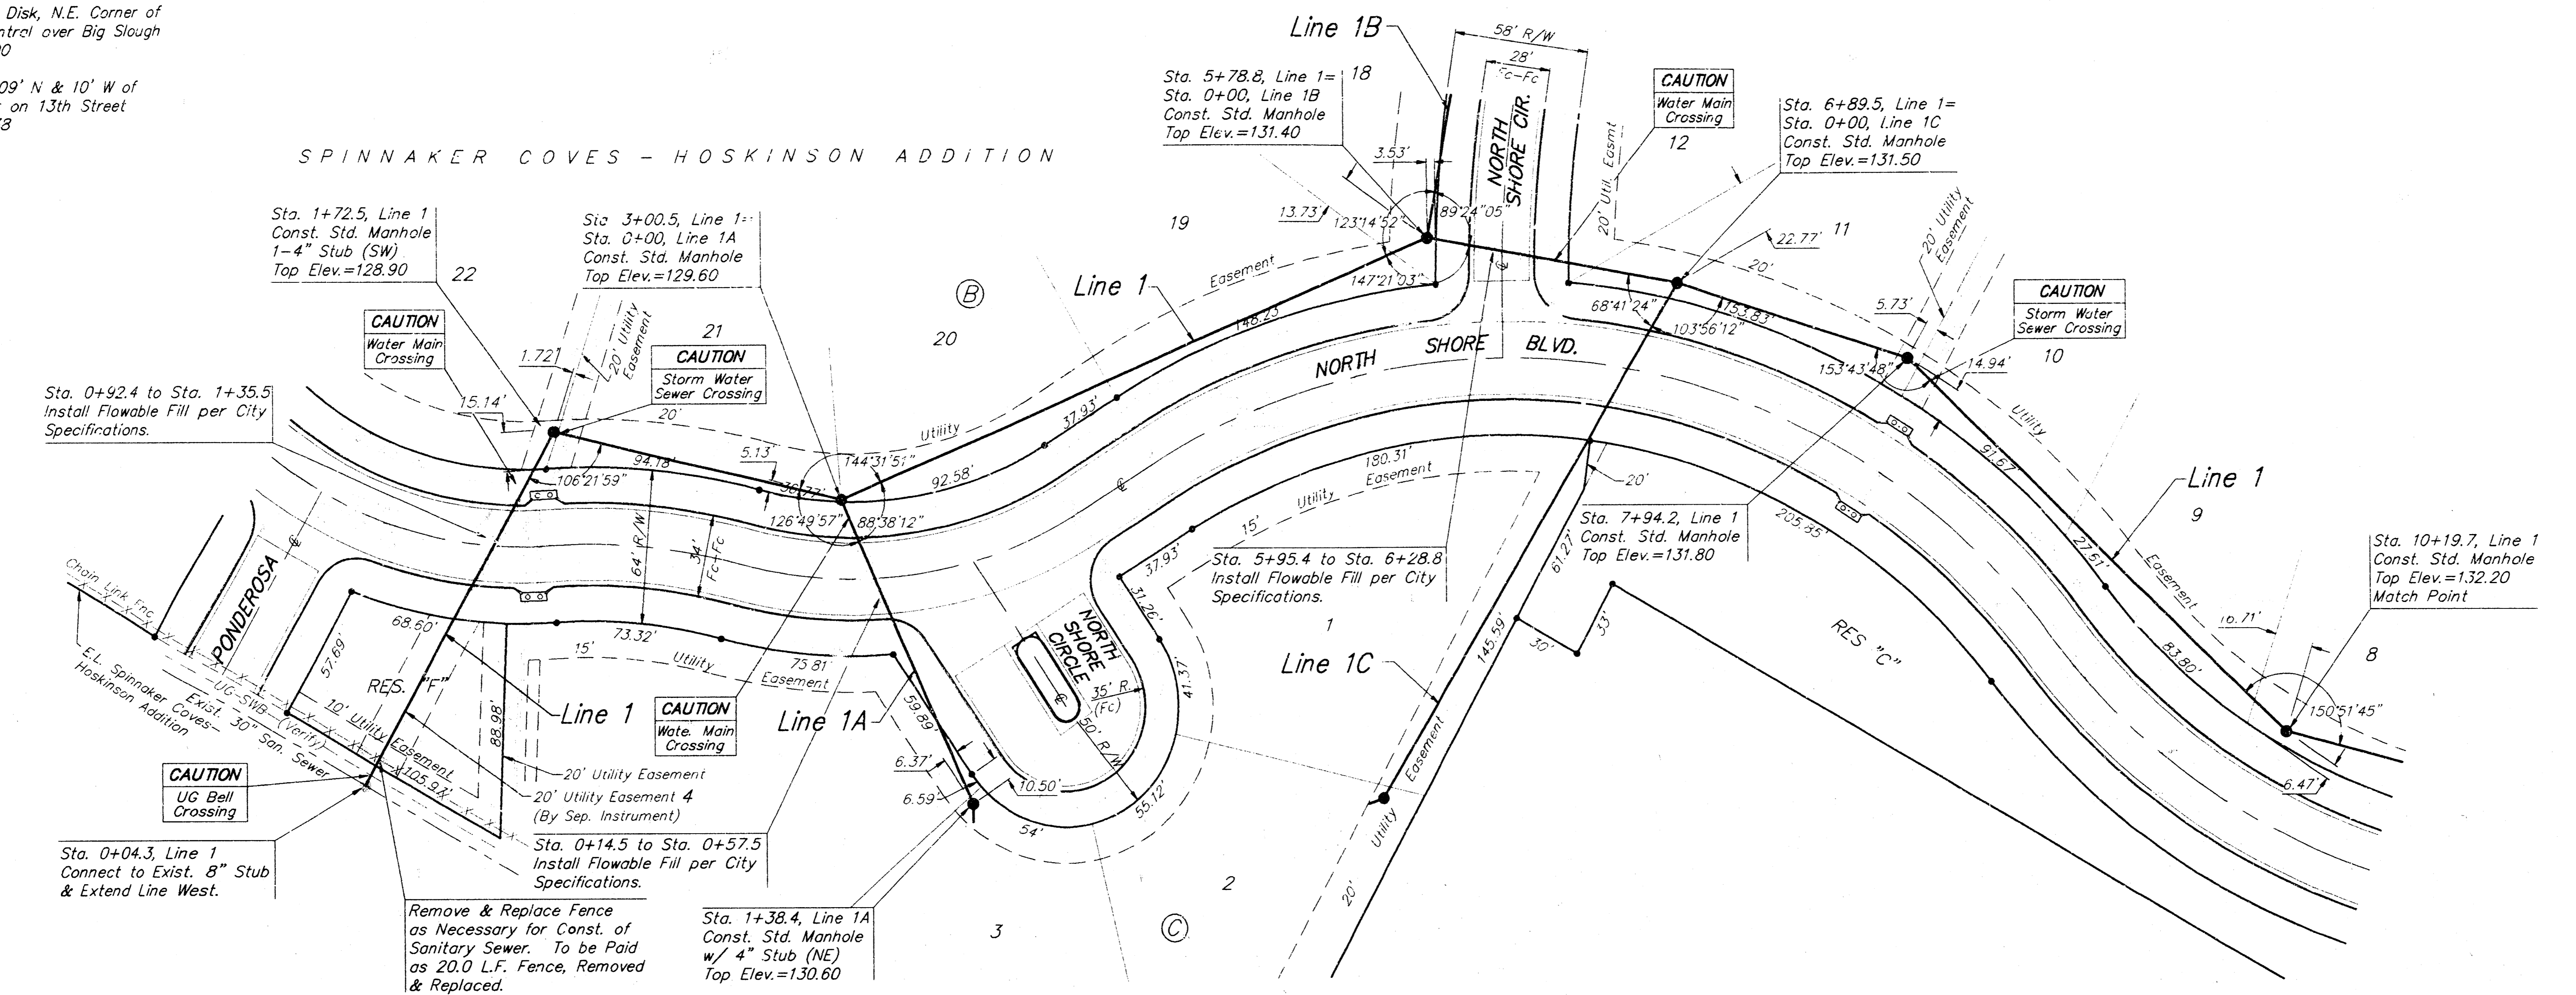 Disk, N.E. Corner of
over Big Slough
09' N & 10' W of
on 13th Street
SPINNAKER COVES - HOSKINSON ADDITION
Line 1B
58' R/W
28'
Fc-Fc
NORTH
SHORE CIR.
Sta. 5+78.8, Line 1=
Sta. 0+00, Line 1B
Const. Std. Manhole
Top Elev.=131.40
18
3.53'
13.73'
123°14'52"
89°24'05"
147°21'03"
CAUTION
Water Main
Crossing
12
20' Util. Easmt
Sta. 6+89.5, Line 1=
Sta. 0+00, Line 1C
Const. Std. Manhole
Top Elev.=131.50
22.77'
11
20' Utility
Easement
20'
5.73'
CAUTION
Storm Water
Sewer Crossing
10
14.94'
68°41'24"
103°56'12"
153.83'
153°43'48"
Utility
Sta. 1+72.5, Line 1
Const. Std. Manhole
1-4" Stub (SW)
Top Elev.=128.90
22
Sta. 3+00.5, Line 1=
Sta. 0+00, Line 1A
Const. Std. Manhole
Top Elev.=129.60
19
B
20
Line 1
Easement
148.23'
CAUTION
Water Main
Crossing
1.72'
20' Utility
Easement
21
CAUTION
Storm Water
Sewer Crossing
20'
15.14'
Sta. 0+92.4 to Sta. 1+35.5
Install Flowable Fill per City
Specifications.
94.18'
106°21'59"
5.13'
144°31'51"
126°49'57"
88°38'12"
92.58'
37.93'
Utility
NORTH SHORE BLVD.
64' R/W
34'
Fc-Fc
180.31'
Utility Easement
15'
37.93'
31.26'
41.37'
20'
Sta. 7+94.2, Line 1
Const. Std. Manhole
Top Elev.=131.80
205.85'
91.67'
Line 1
9
27.61'
Easement
Sta. 10+19.7, Line 1
Const. Std. Manhole
Top Elev.=132.20
Match Point
16.71'
8
83.80'
150°51'45"
6.47'
Sta. 5+95.4 to Sta. 6+28.8
Install Flowable Fill per City
Specifications.
1
61.27'
145.59'
30'
33'
RES "C"
Line 1C
Easement
Utility
20'
Chain Link Fnc.
PONDEROSA
E.L. Spinnaker Coves-
Hoskinson Addition
UG-SWB (Verify)
Exist. 30" San. Sewer
57.69'
68.60'
73.32'
75.81'
15'
Utility
Easement
RES. "F"
10' Utility Easement
105.97'
88.98'
Line 1
CAUTION
Wate. Main
Crossing
Line 1A
59.89'
NORTH
SHORE
CIRCLE
35' R.
(Fc)
50' R/W
55.12'
54'
10.50'
6.37'
6.59'
20' Utility Easement
20' Utility Easement
(By Sep. Instrument)
4
CAUTION
UG Bell
Crossing
Sta. 0+04.3, Line 1
Connect to Exist. 8" Stub
& Extend Line West.
Sta. 0+14.5 to Sta. 0+57.5
Install Flowable Fill per City
Specifications.
Remove & Replace Fence
as Necessary for Const. of
Sanitary Sewer. To be Paid
as 20.0 L.F. Fence, Removed
& Replaced.
Sta. 1+38.4, Line 1A
Const. Std. Manhole
w/ 4" Stub (NE)
Top Elev.=130.60
3
C
2